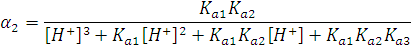 α₂ = Kₐ₁Kₐ₂ / [H⁺]³ + Kₐ₁[H⁺]² + Kₐ₁Kₐ₂[H⁺] + Kₐ₁Kₐ₂Kₐ₃